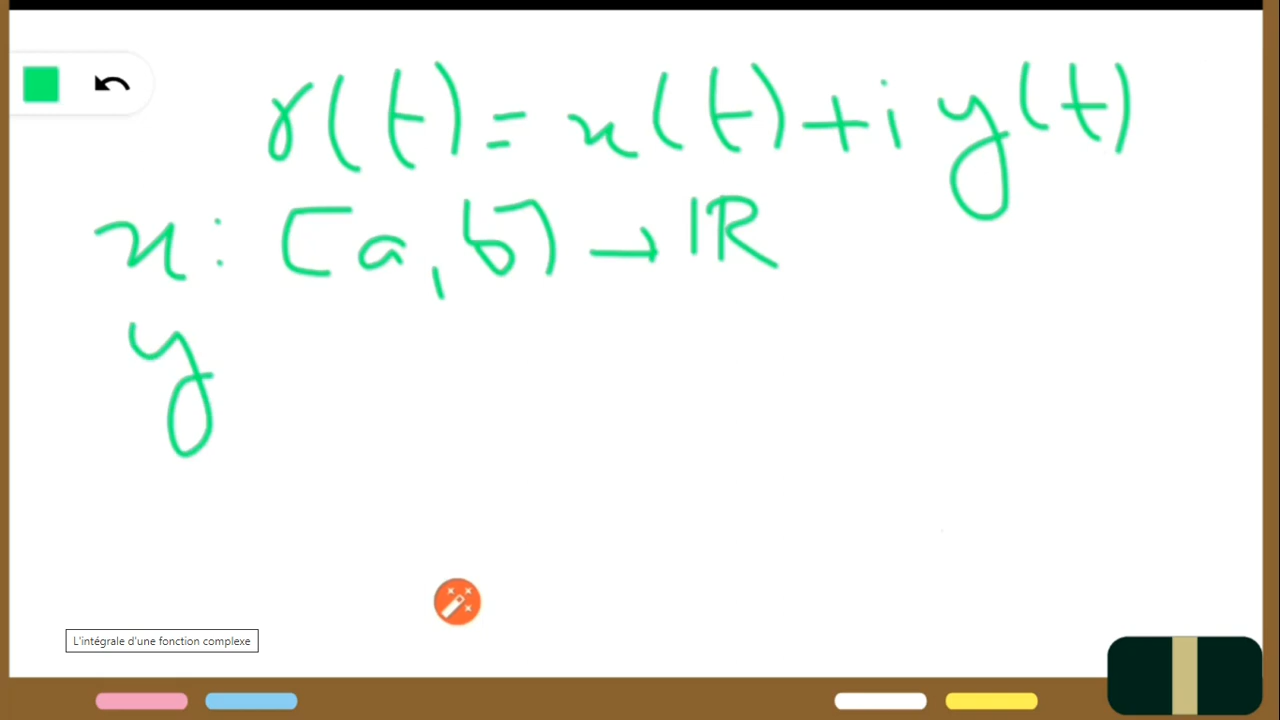 γ(t) = x(t) + i y(t)
x : [a, b] → ℝ
y
L'intégrale d'une fonction complexe